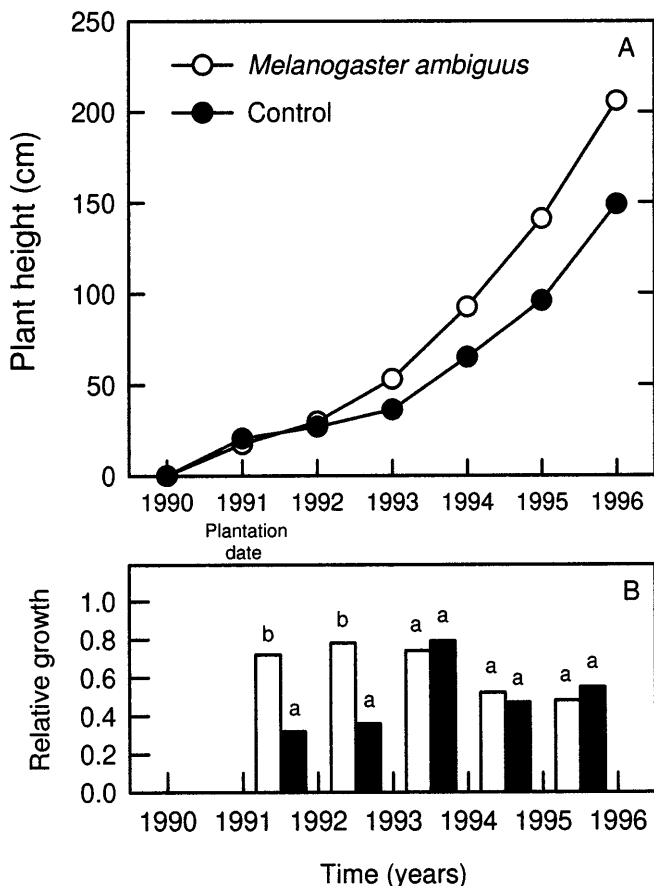 250
200
150
100
50
0
Plant height (cm)
A
Melanogaster ambiguus
Control
1990 1991 1992 1993 1994 1995 1996
Plantation
date
B
1.0
0.8
0.6
0.4
0.2
0.0
Relative growth
b a b a a a a a a a
1990 1991 1992 1993 1994 1995 1996
Time (years)